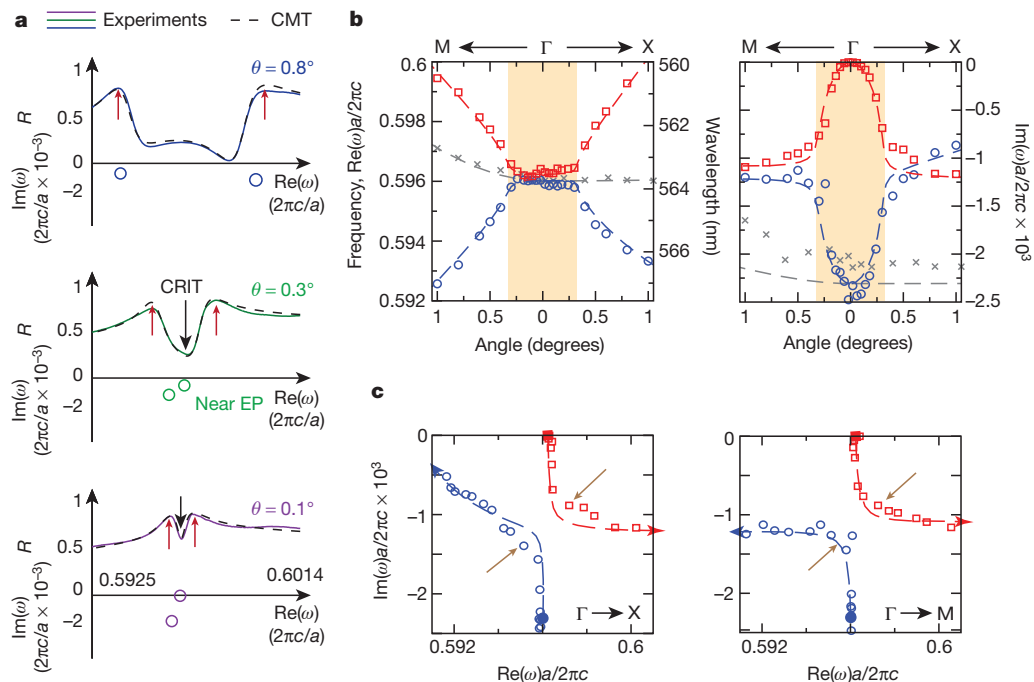 a
Experiments
CMT
1
0.5
0
−2
R
Im(ω)
(2πc/a × 10⁻³)
θ = 0.8°
Re(ω)
(2πc/a)
1
0.5
0
−2
R
Im(ω)
(2πc/a × 10⁻³)
θ = 0.3°
CRIT
Near EP
Re(ω)
(2πc/a)
1
0.5
0
−2
R
Im(ω)
(2πc/a × 10⁻³)
θ = 0.1°
0.5925
0.6014
Re(ω)
(2πc/a)
b
M Γ X
Frequency, Re(ω)a/2πc
0.6
0.598
0.596
0.594
0.592
560
562
564
566
Wavelength (nm)
1 0.5 0 0.5 1
Angle (degrees)
M Γ X
0
−0.5
−1
−1.5
−2
−2.5
Im(ω)a/2πc × 10³
1 0.5 0 0.5 1
Angle (degrees)
c
Im(ω)a/2πc × 10³
0
−1
−2
Γ X
0.592 0.6
Re(ω)a/2πc
0
−1
−2
Γ M
0.592 0.6
Re(ω)a/2πc